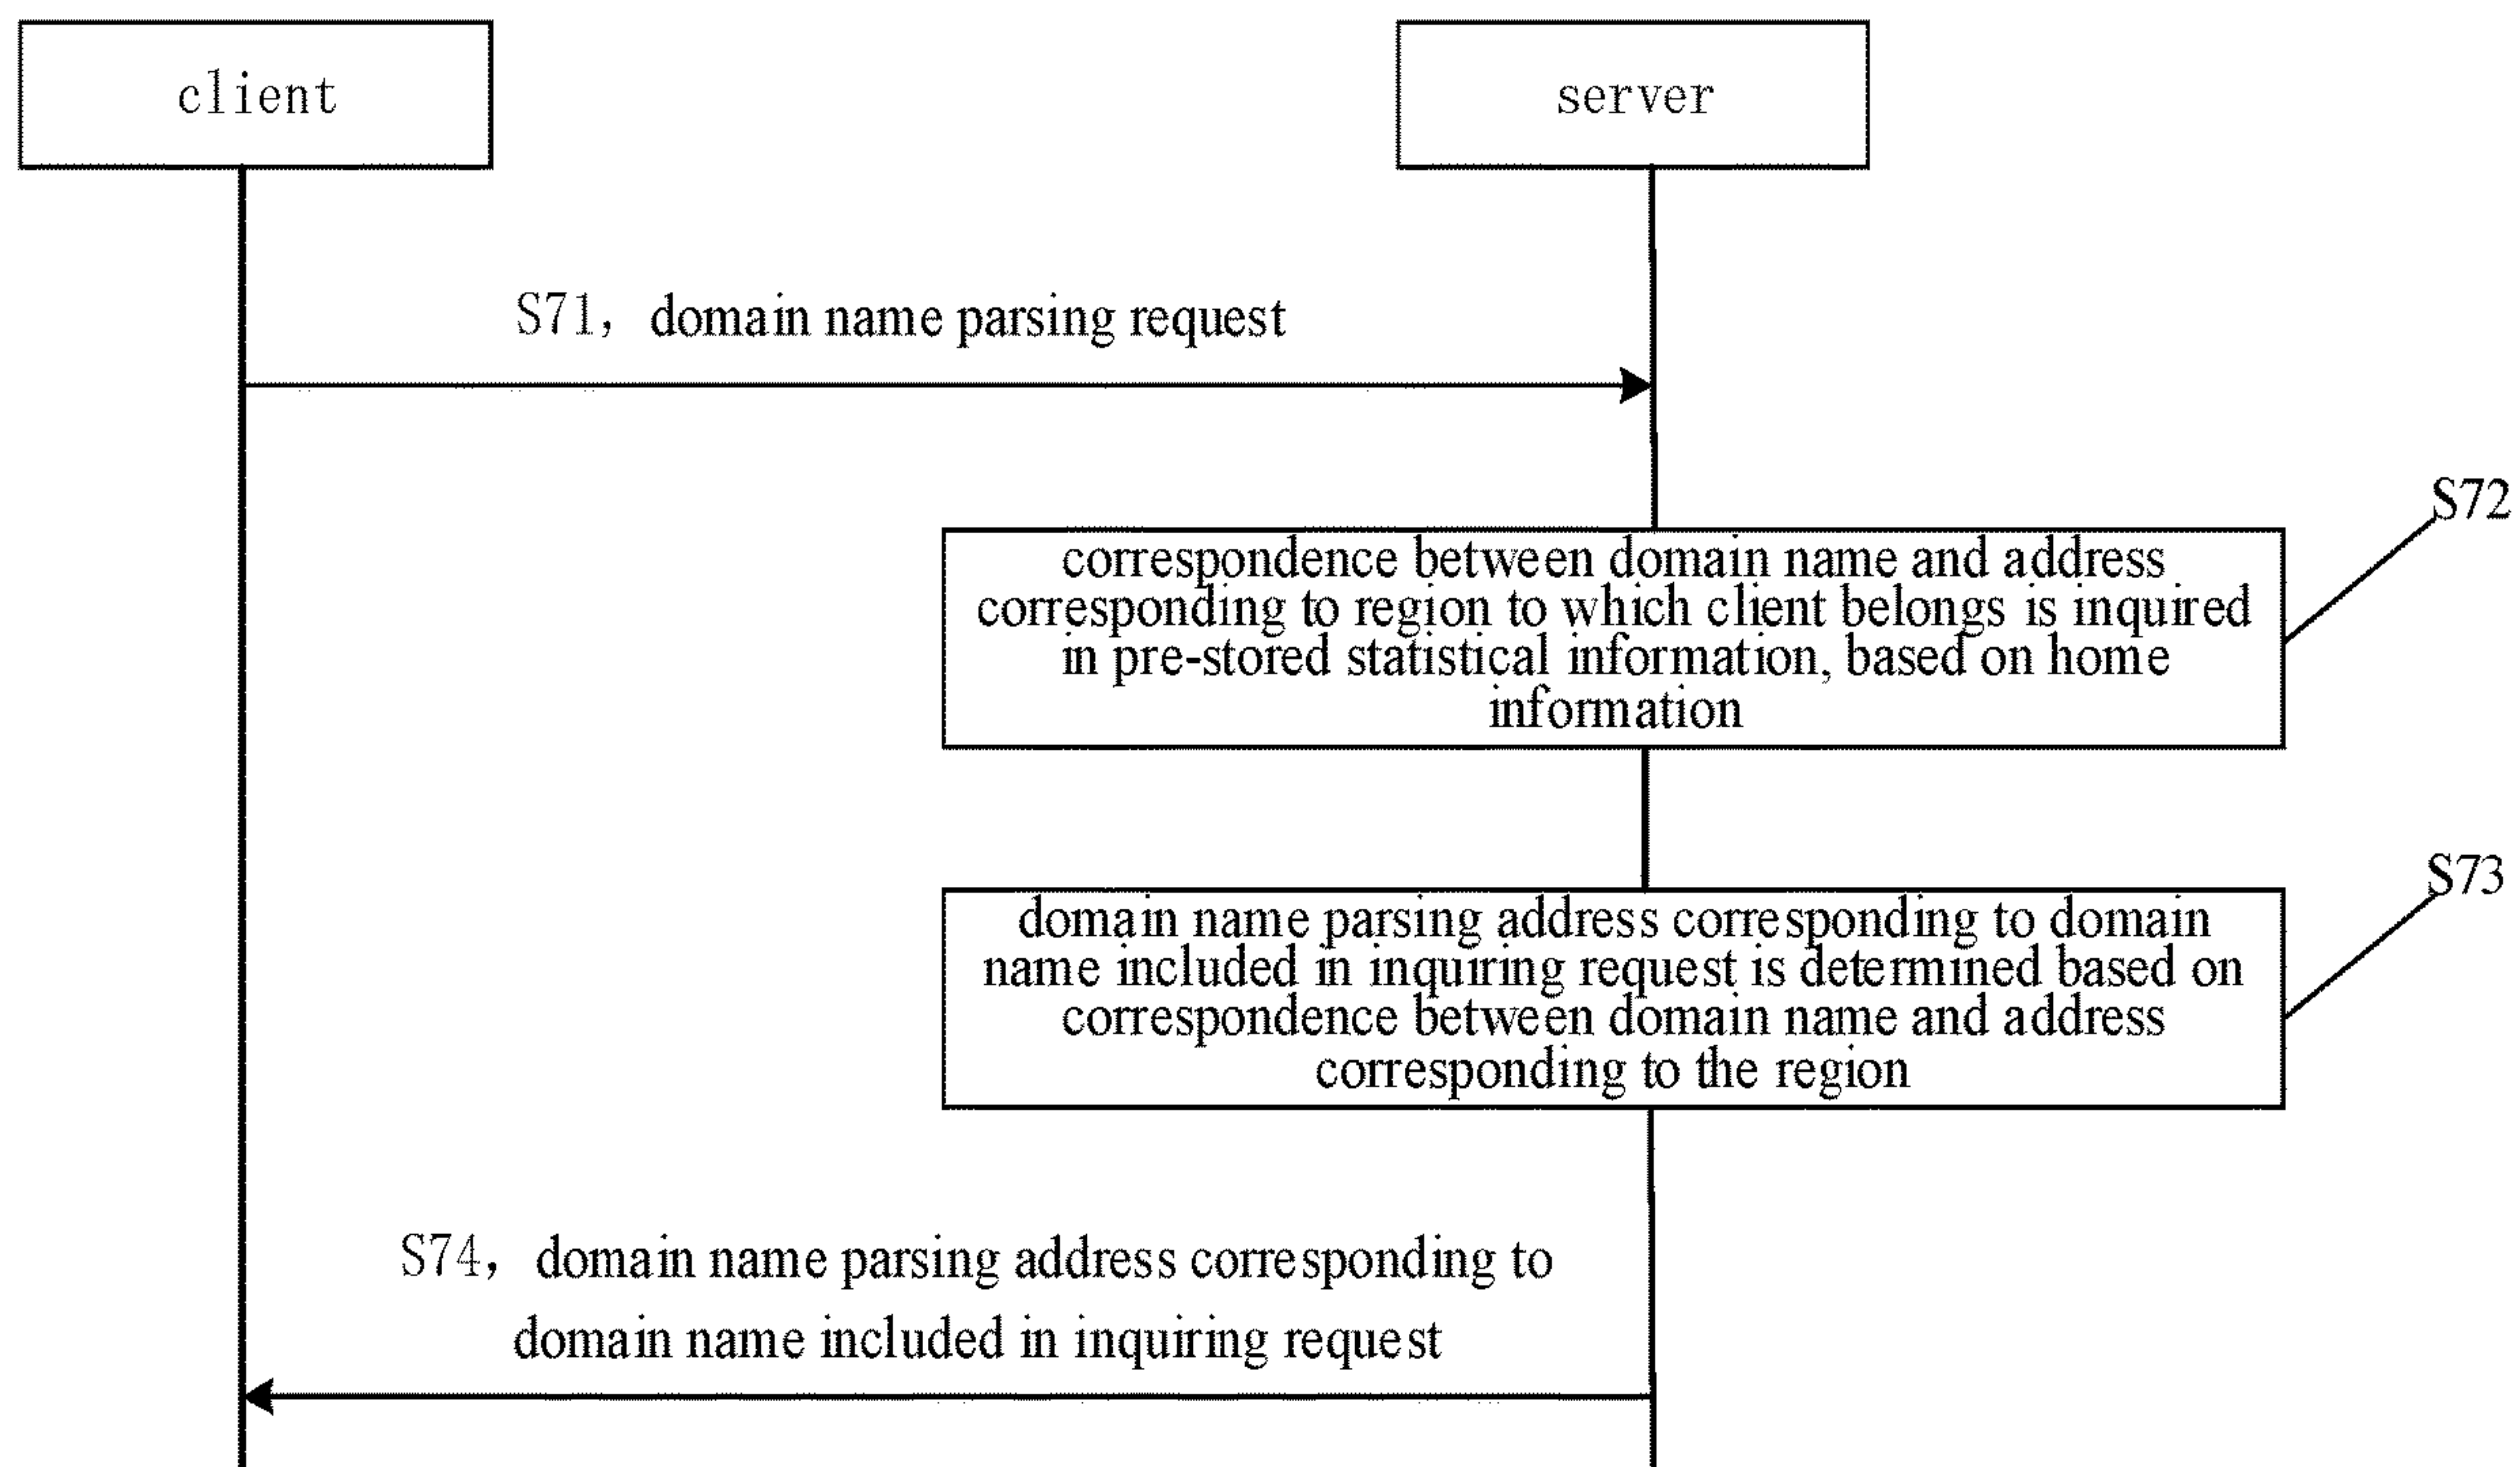 client
server
S71, domain name parsing request
S72
correspondence between domain name and address
corresponding to region to which client belongs is inquired
in pre-stored statistical information, based on home
information
S73
domain name parsing address corresponding to domain
name included in inquiring request is determined based on
correspondence between domain name and address
corresponding to the region
S74, domain name parsing address corresponding to
domain name included in inquiring request